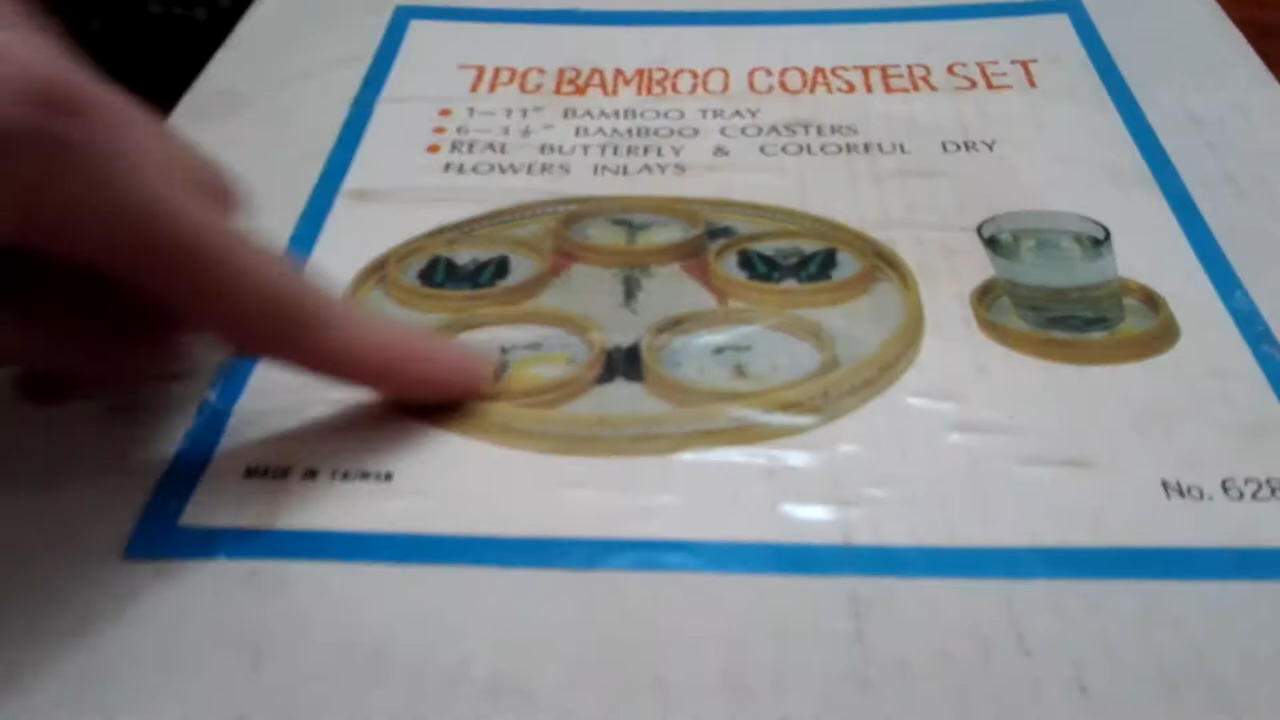 7PC BAMBOO COASTER SET
• 1–11" BAMBOO TRAY
• 6–3½" BAMBOO COASTERS
• REAL BUTTERFLY & COLORFUL DRY
FLOWERS INLAYS
MADE IN TAIWAN
No. 628